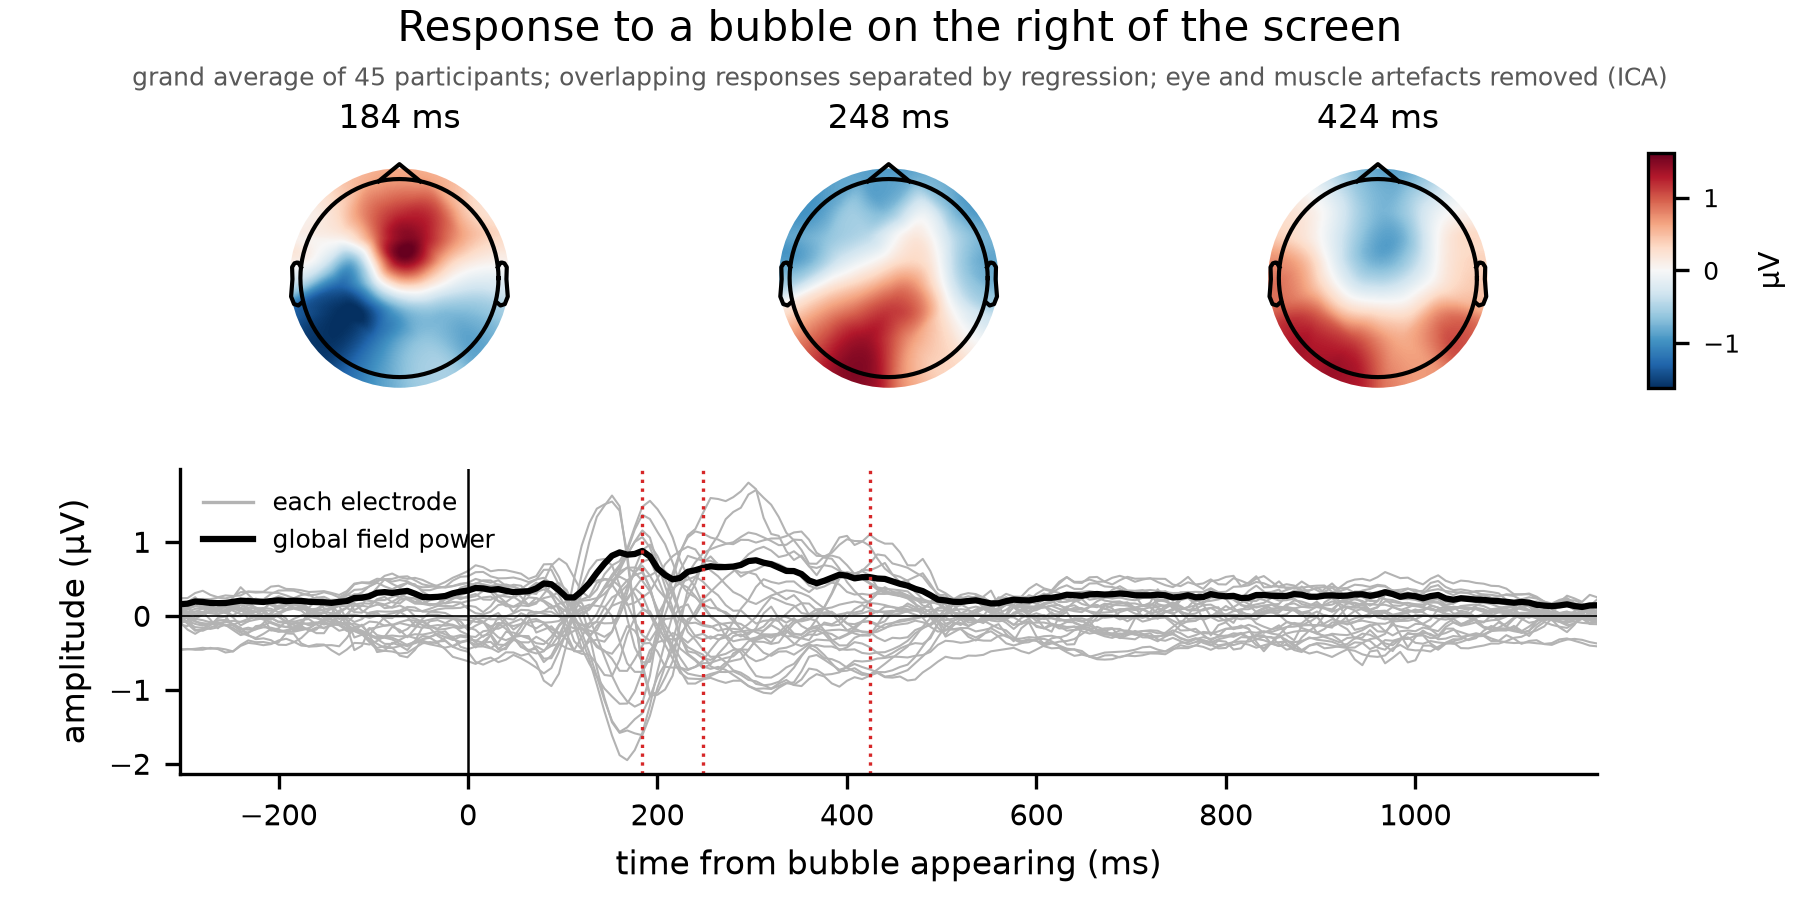 Response to a bubble on the right of the screen
grand average of 45 participants; overlapping responses separated by regression; eye and muscle artefacts removed (ICA)
184 ms
248 ms
424 ms
1
0
−1
µV
each electrode
global field power
1
0
−1
−2
amplitude (µV)
−200
0
200
400
600
800
1000
time from bubble appearing (ms)